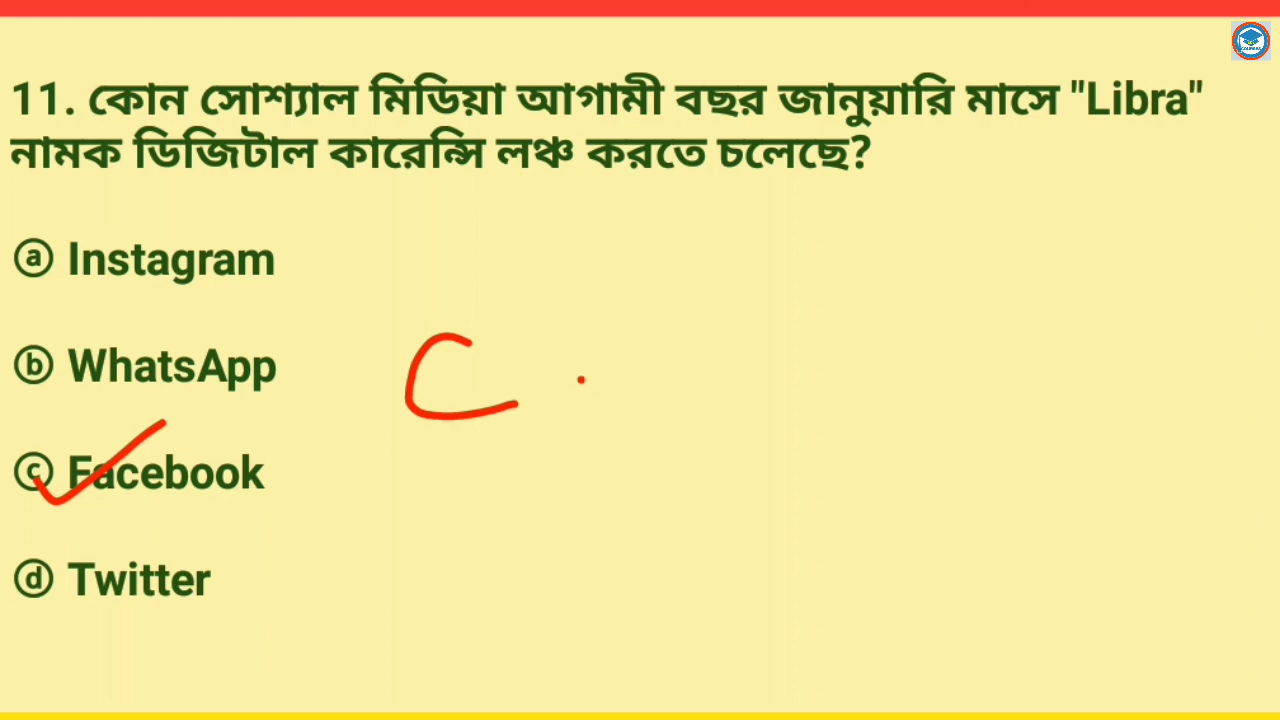 11. কোন সোশ্যাল মিডিয়া আগামী বছর জানুয়ারি মাসে "Libra"
নামক ডিজিটাল কারেন্সি লঞ্চ করতে চলেছে?
ⓐ Instagram
ⓑ WhatsApp
C
ⓒ Facebook
ⓓ Twitter